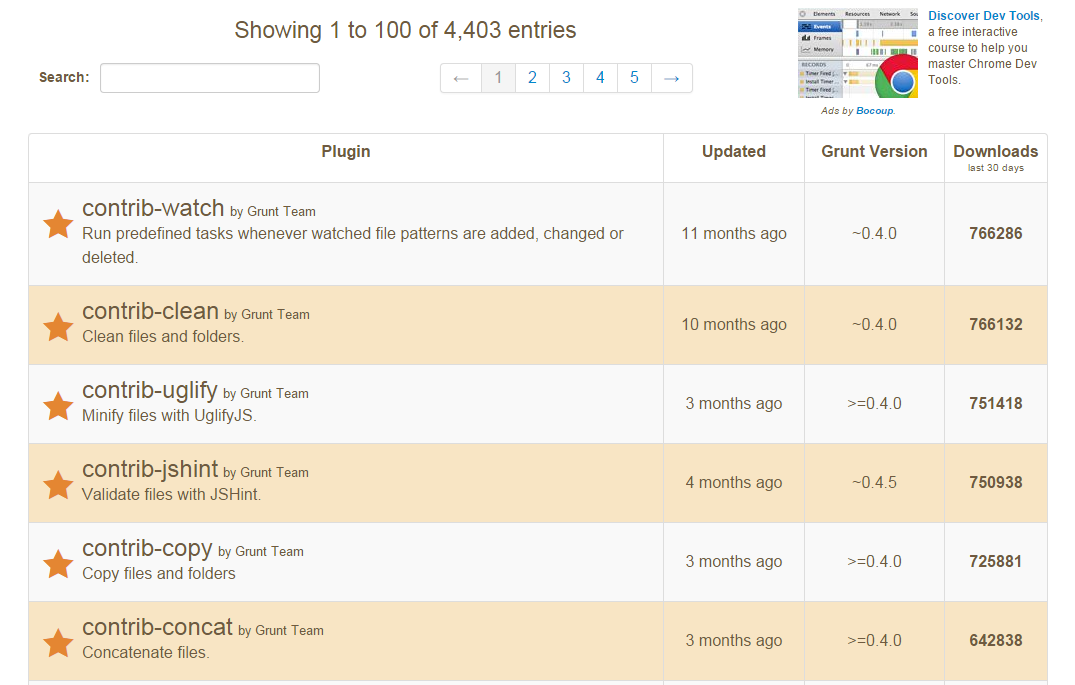 Showing 1 to 100 of 4,403 entries
Search:
← 1 2 3 4 5 →
Elements Resources Network
Events
Frames
Memory
RECORDS
Timer Fired
Install Timer
Timer Fired
Install Timer
Discover Dev Tools,
a free interactive
course to help you
master Chrome Dev
Tools.
Ads by Bocoup.
Plugin Updated Grunt Version Downloads
last 30 days
contrib-watch by Grunt Team
Run predefined tasks whenever watched file patterns are added, changed or
deleted.
11 months ago ~0.4.0 766286
contrib-clean by Grunt Team
Clean files and folders.
10 months ago ~0.4.0 766132
contrib-uglify by Grunt Team
Minify files with UglifyJS.
3 months ago >=0.4.0 751418
contrib-jshint by Grunt Team
Validate files with JSHint.
4 months ago ~0.4.5 750938
contrib-copy by Grunt Team
Copy files and folders
3 months ago >=0.4.0 725881
contrib-concat by Grunt Team
Concatenate files.
3 months ago >=0.4.0 642838